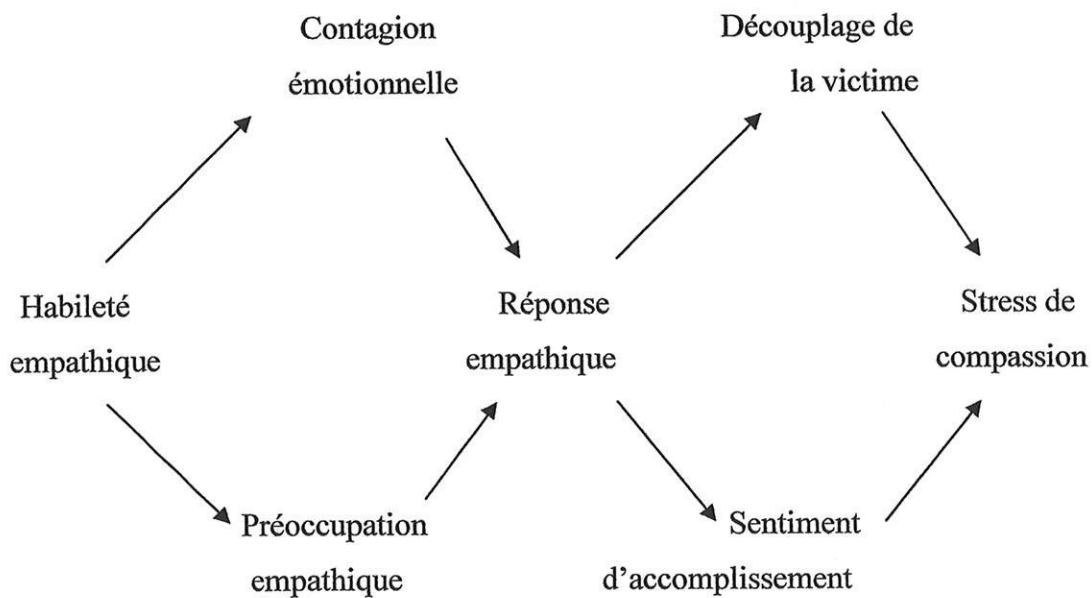 Contagion
émotionnelle
Découplage de
la victime
Habileté
empathique
Réponse
empathique
Stress de
compassion
Préoccupation
empathique
Sentiment
d’accomplissement